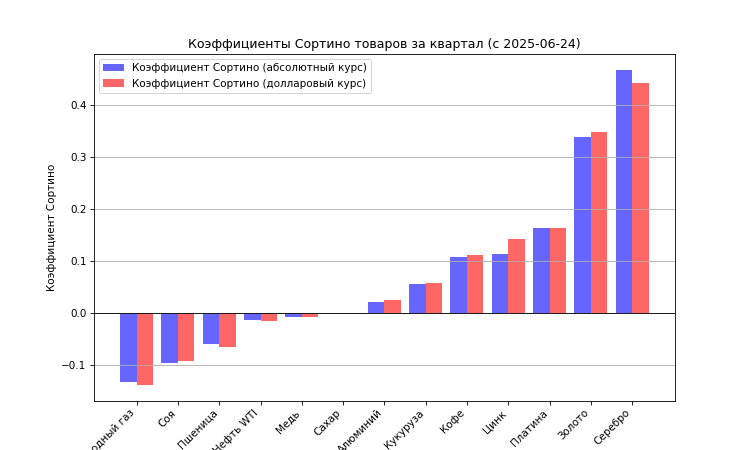 Коэффициенты Сортино товаров за квартал (с 2025-06-24)
Коэффициент Сортино (абсолютный курс)
Коэффициент Сортино (долларовый курс)
Коэффициент Сортино
0.4
0.3
0.2
0.1
0.0
−0.1
одный газ
Соя
Пшеница
Нефть WTI
Медь
Сахар
Алюминий
Кукуруза
Кофе
Цинк
Платина
Золото
Серебро